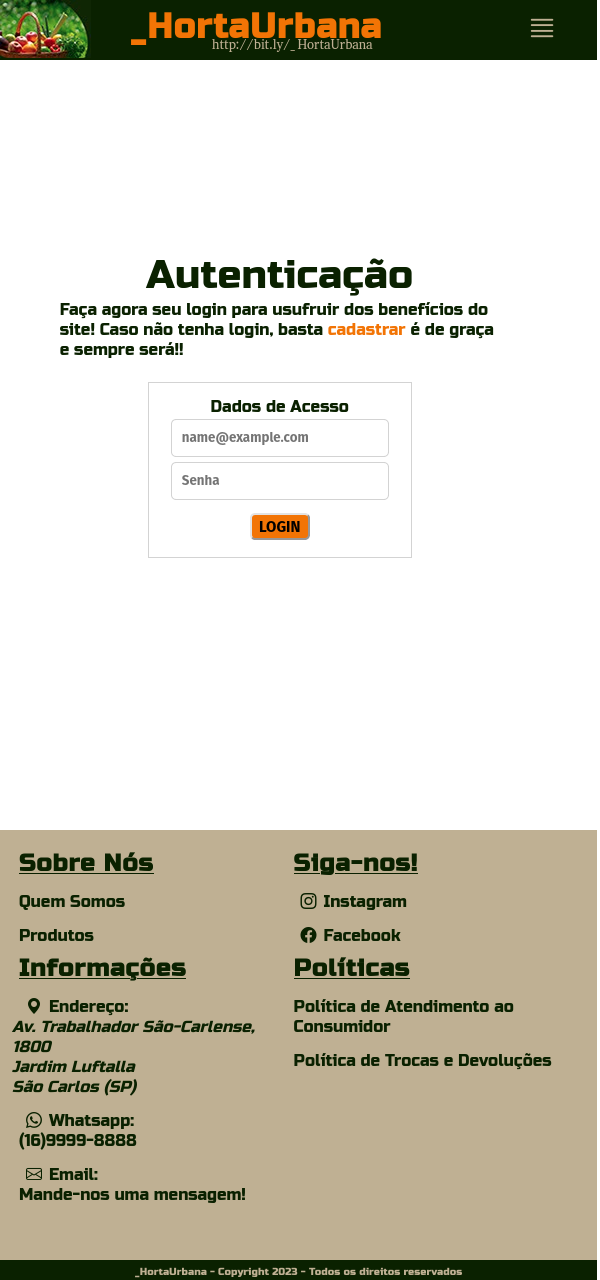 _HortaUrbana
http://bit.ly/_HortaUrbana
Autenticação
Faça agora seu login para usufruir dos benefícios do
site! Caso não tenha login, basta cadastrar é de graça
e sempre será!!
Dados de Acesso
name@example.com
Senha
LOGIN
Sobre Nós
Quem Somos
Produtos
Siga-nos!
Instagram
Facebook
Informações
Endereço:
Av. Trabalhador São-Carlense,
1800
Jardim Luftalla
São Carlos (SP)
Whatsapp:
(16)9999-8888
Email:
Mande-nos uma mensagem!
Políticas
Política de Atendimento ao
Consumidor
Política de Trocas e Devoluções
_HortaUrbana - Copyright 2023 - Todos os direitos reservados